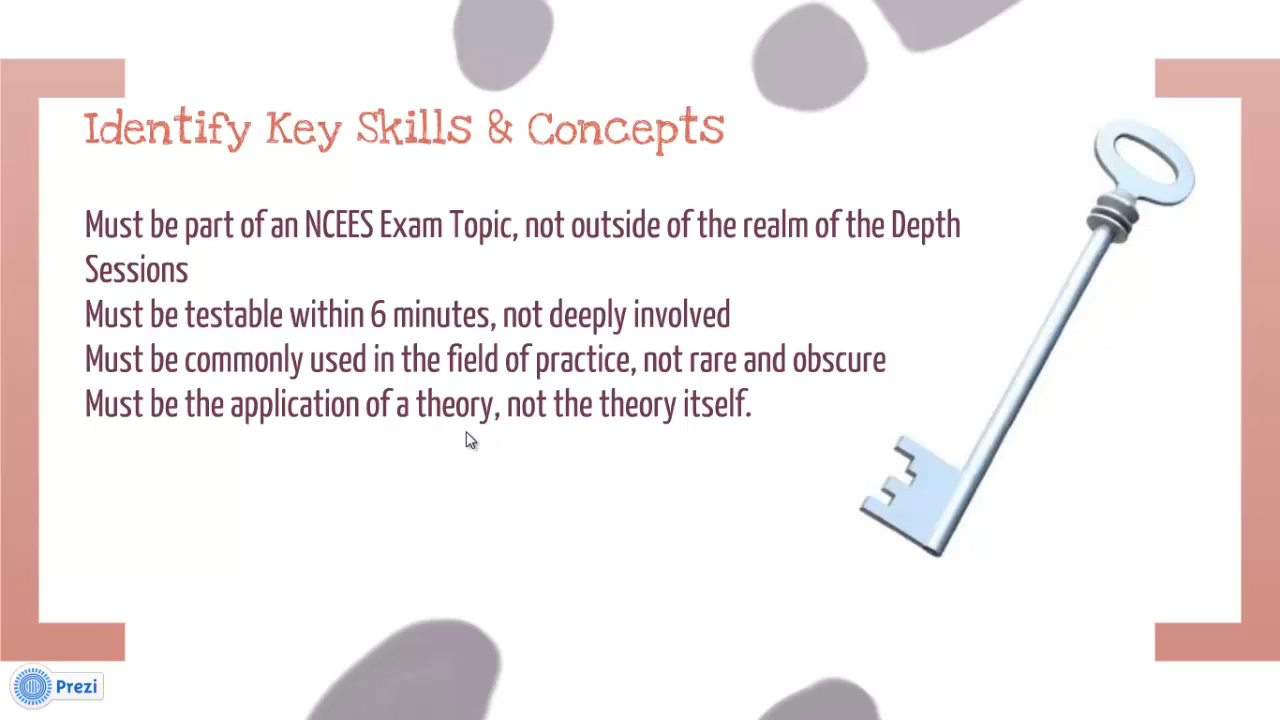 Identify Key Skills & Concepts
Must be part of an NCEES Exam Topic, not outside of the realm of the Depth
Sessions
Must be testable within 6 minutes, not deeply involved
Must be commonly used in the field of practice, not rare and obscure
Must be the application of a theory, not the theory itself.
Prezi